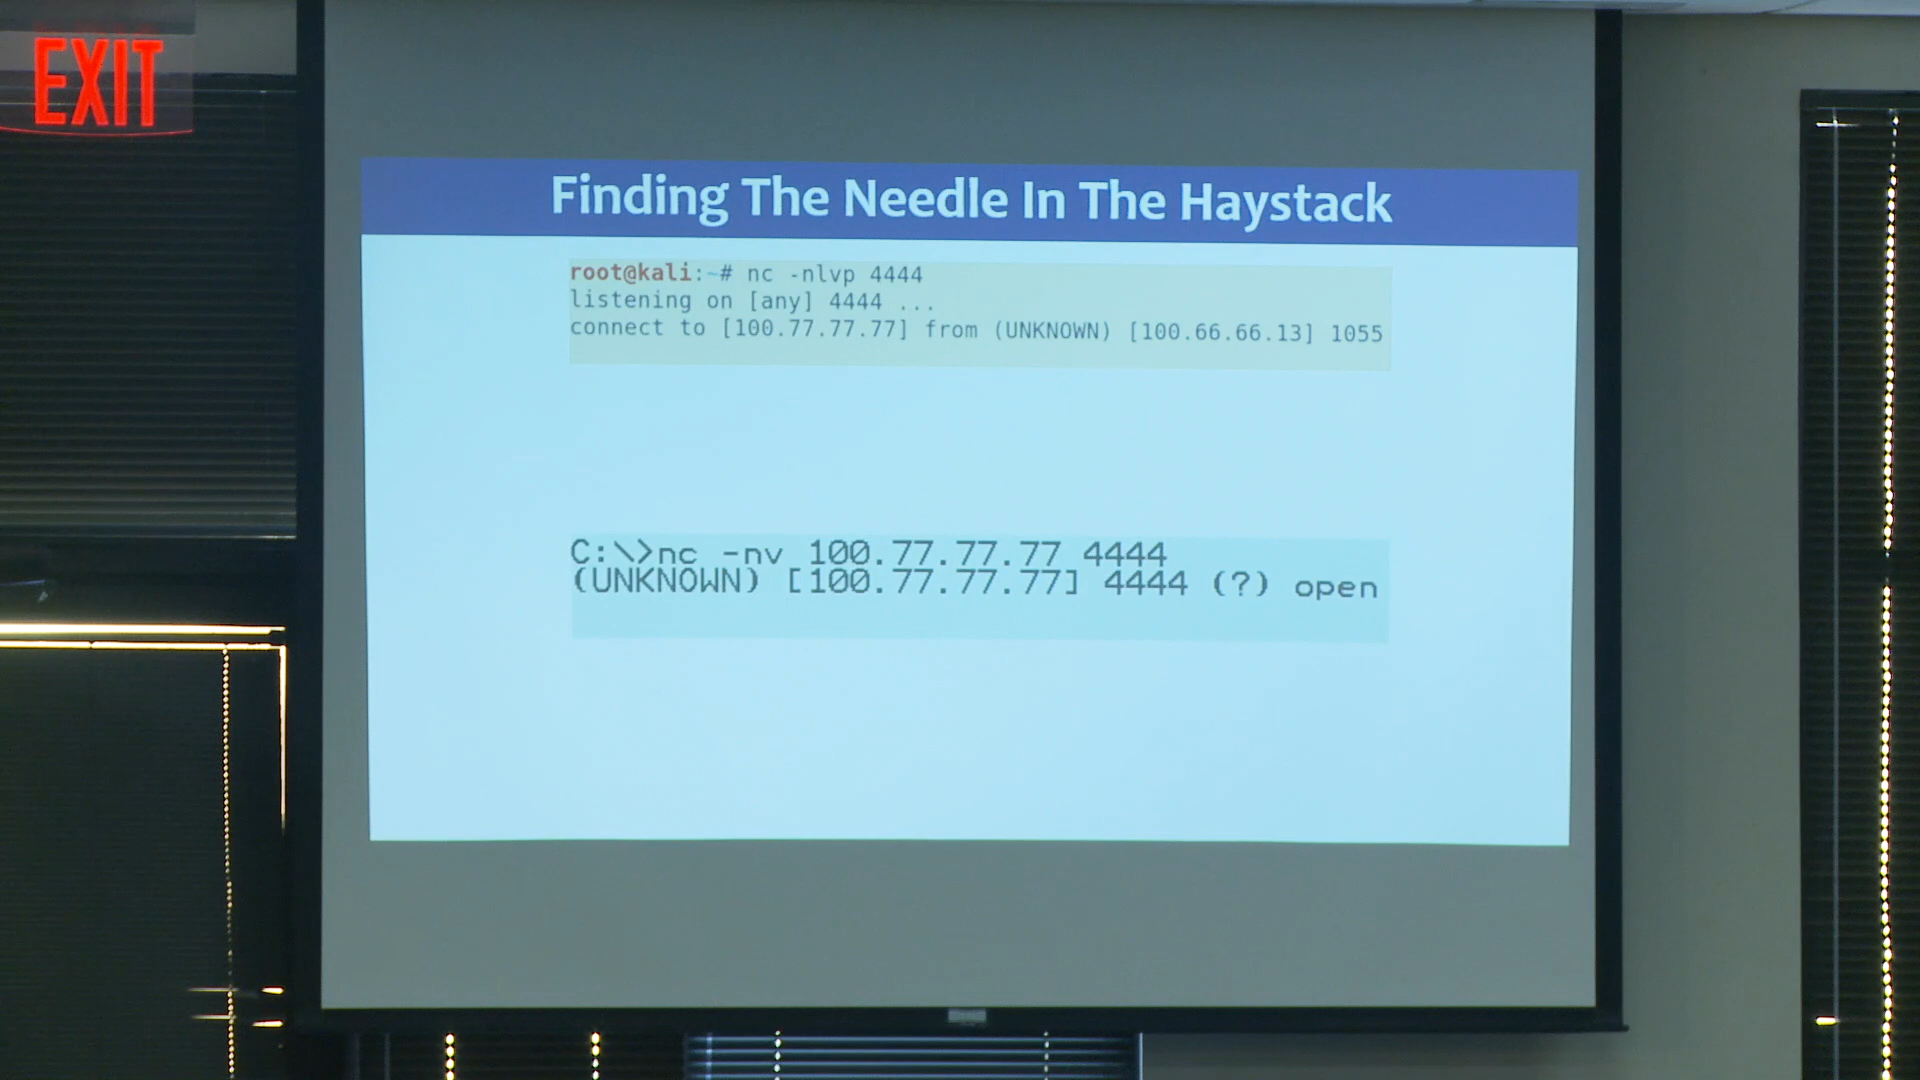 EXIT
Finding The Needle In The Haystack
root@kali:~# nc -nlvp 4444
listening on [any] 4444 ...
connect to [100.77.77.77] from (UNKNOWN) [100.66.66.13] 1055
C:\>nc -nv 100.77.77.77 4444
(UNKNOWN) [100.77.77.77] 4444 (?) open